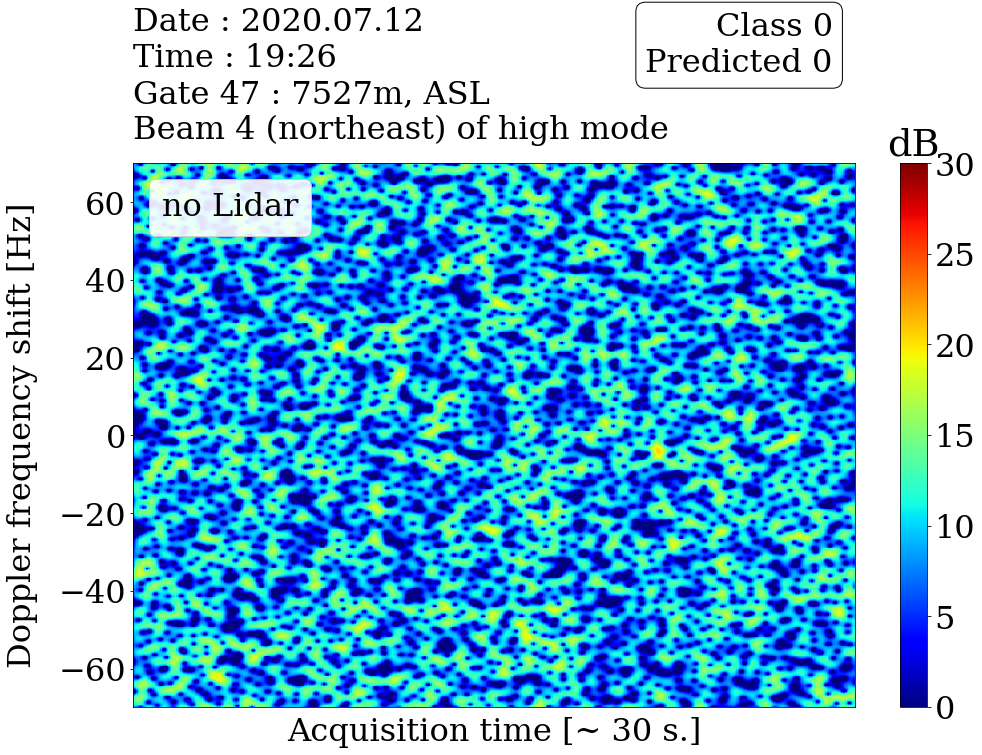 Date : 2020.07.12
Time : 19:26
Gate 47 : 7527m, ASL
Beam 4 (northeast) of high mode
Class 0
Predicted 0
dB
no Lidar
Doppler frequency shift [Hz]
60
40
20
0
−20
−40
−60
Acquisition time [~ 30 s.]
30
25
20
15
10
5
0